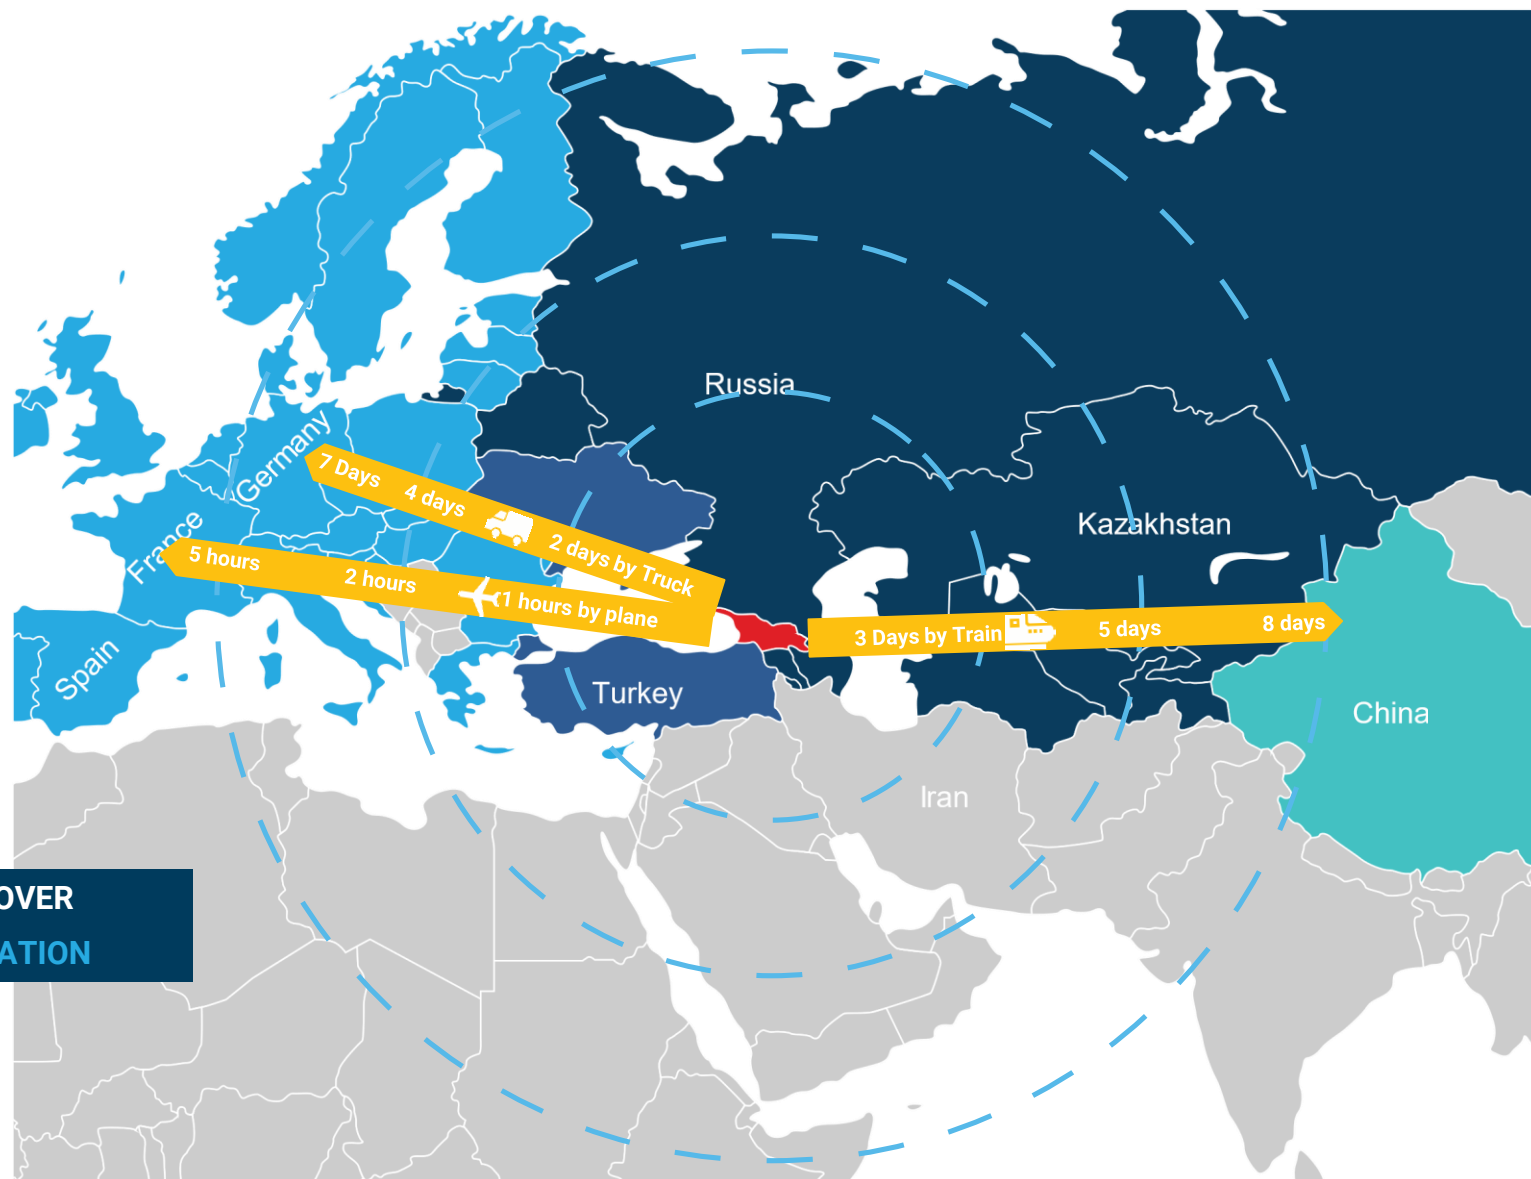 Russia
Germany
7 Days
4 days
2 days by Truck
Kazakhstan
France
5 hours
2 hours
1 hours by plane
3 Days by Train
5 days
8 days
Spain
Turkey
China
Iran
OVER
ATION